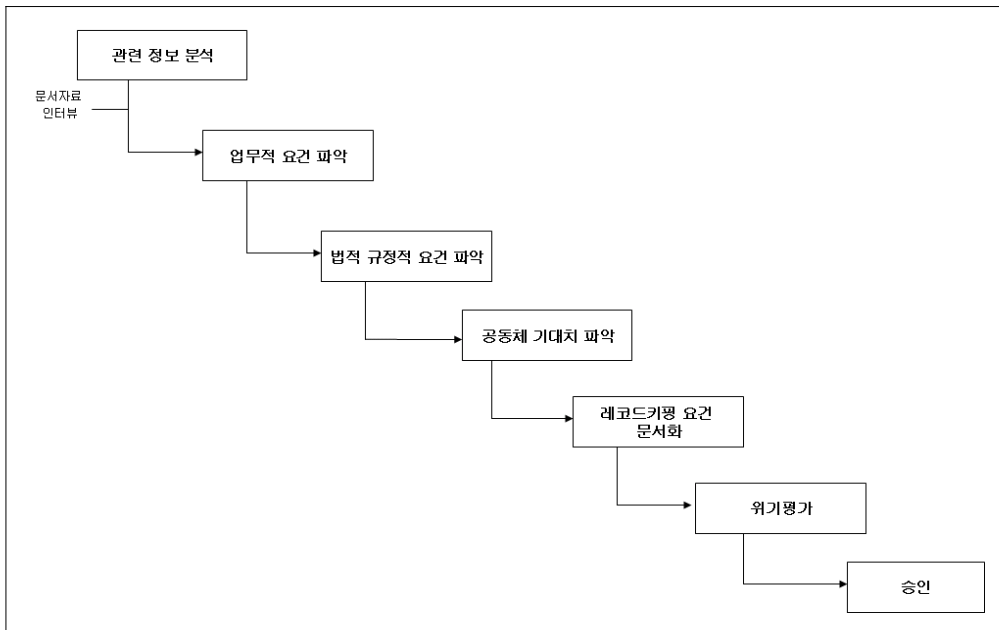 관련 정보 분석
문서자료
인터뷰
업무적 요건 파악
법적 규정적 요건 파악
공동체 기대치 파악
레코드키핑 요건
문서화
위기평가
승인